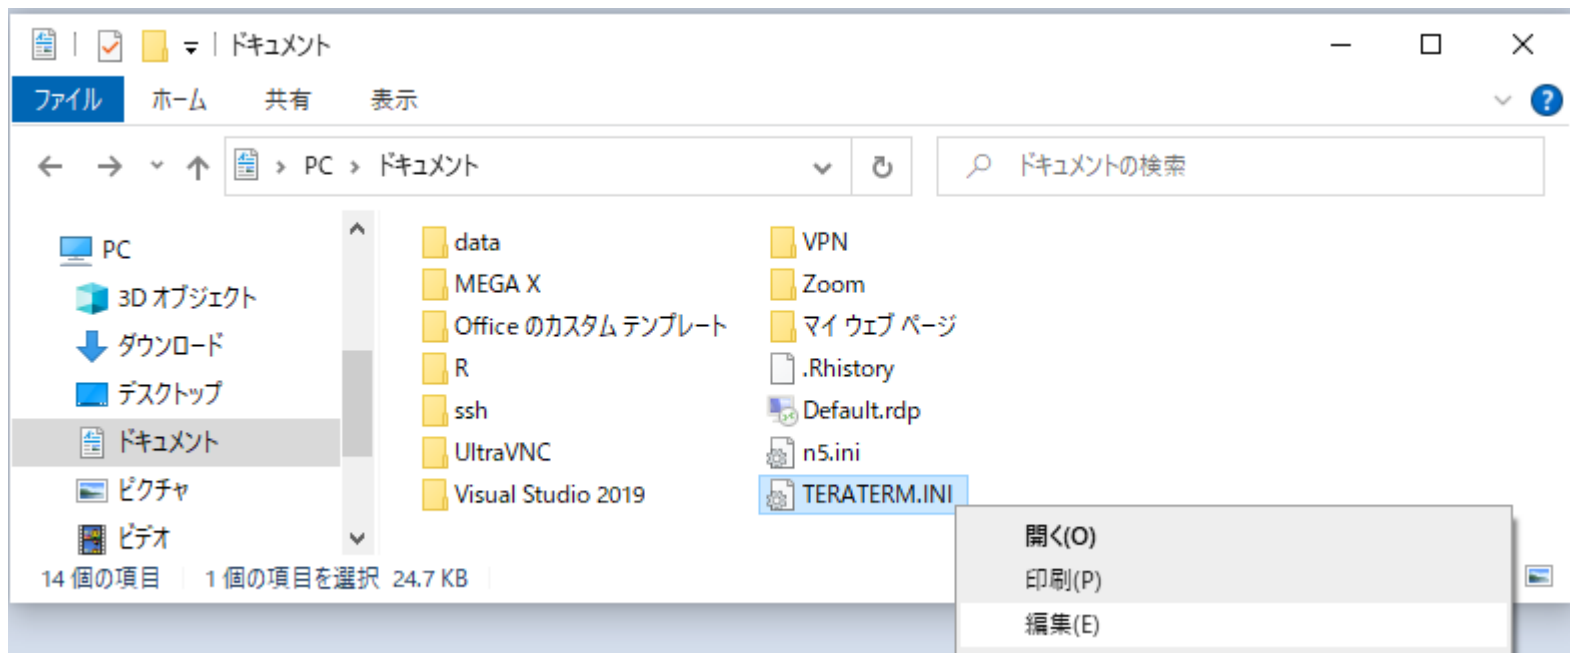 ドキュメント
ファイル ホーム 共有 表示
PC › ドキュメント ドキュメントの検索
PC
3D オブジェクト
ダウンロード
デスクトップ
ドキュメント
ピクチャ
ビデオ
data
MEGA X
Office のカスタム テンプレート
R
ssh
UltraVNC
Visual Studio 2019
VPN
Zoom
マイ ウェブ ページ
.Rhistory
Default.rdp
n5.ini
TERATERM.INI
開く(O)
印刷(P)
編集(E)
14 個の項目 1 個の項目を選択 24.7 KB